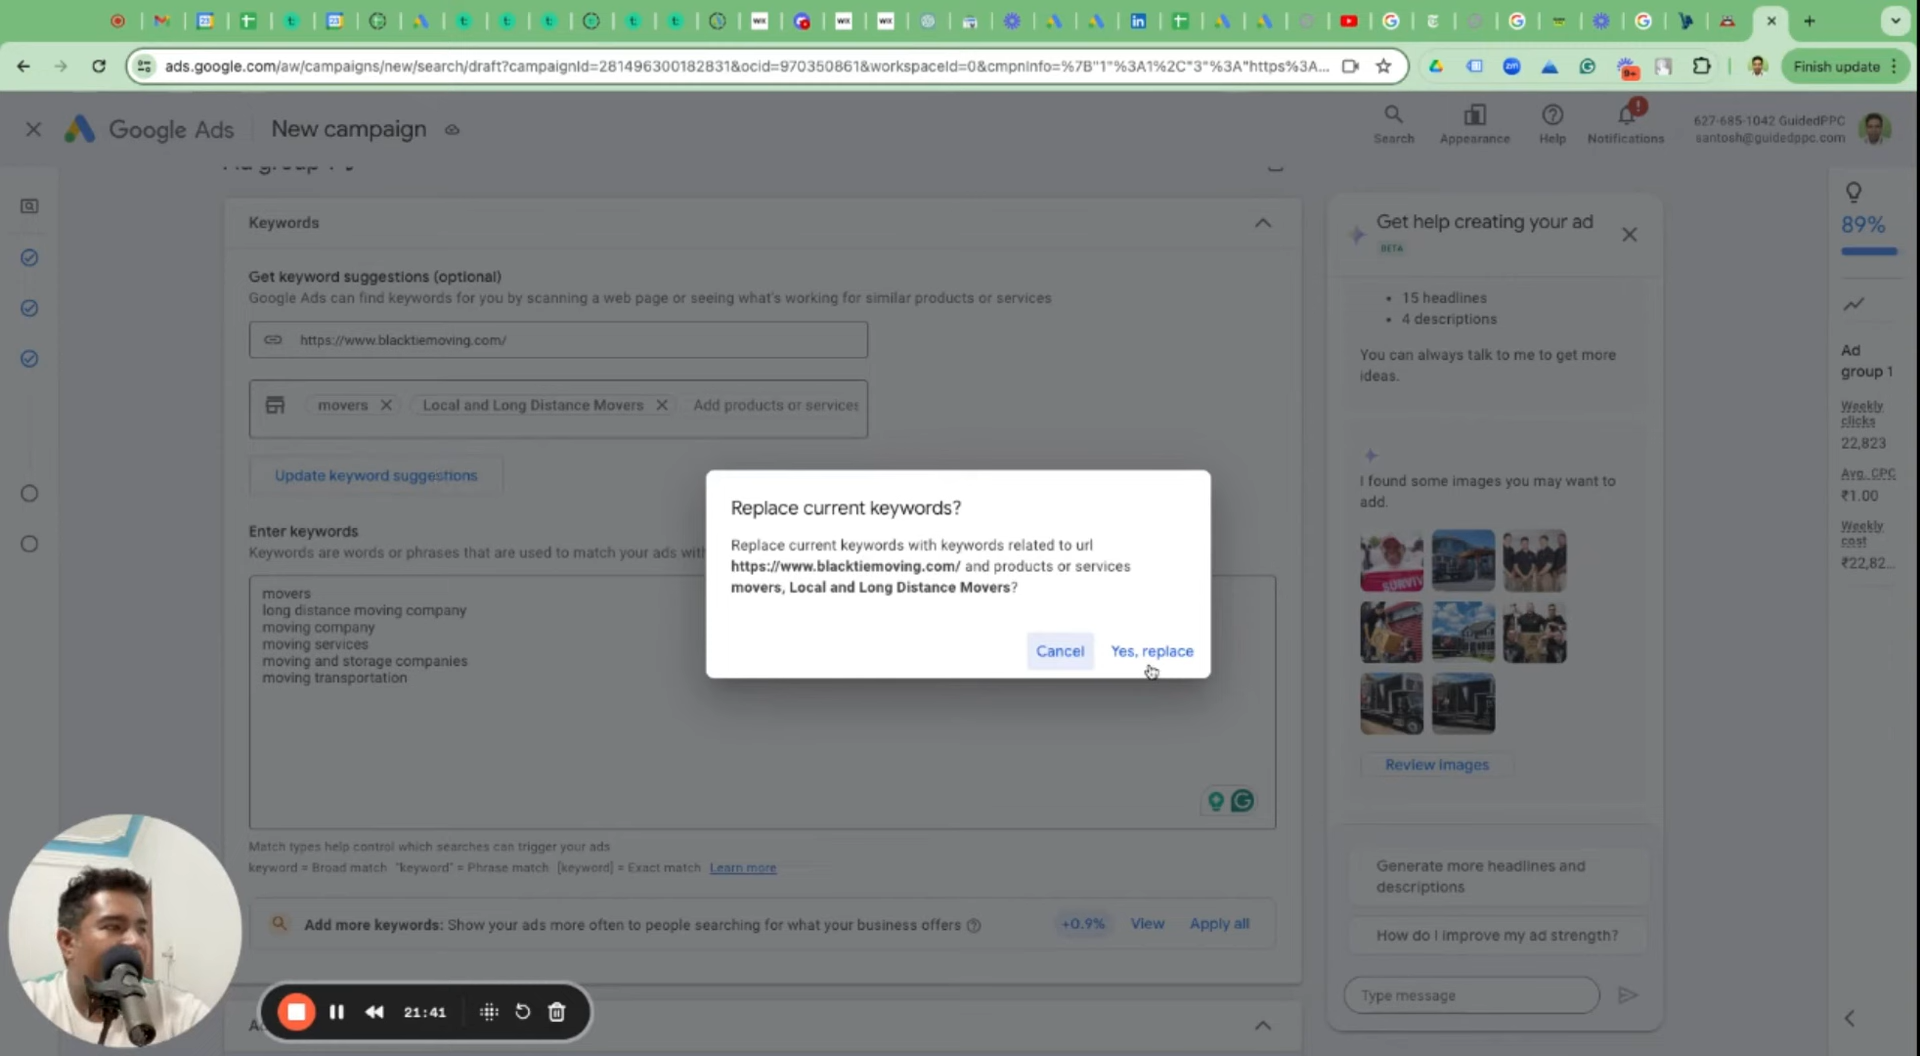 ads.google.com/aw/campaigns/new/search/draft?campaignId=281496300182831&ocid=970350861&workspaceId=0&cmpnInfo=%7B"1"%3A1%2C"3"%3A"https%3A...
Finish update
Google Ads
New campaign
Search
Appearance
Help
Notifications
627-685-1042 GuidedPPC
santosh@guidedppc.com
Keywords
Get keyword suggestions (optional)
Google Ads can find keywords for you by scanning a web page or seeing what's working for similar products or services
https://www.blacktiemoving.com/
movers
Local and Long Distance Movers
Add products or services
Update keyword suggestions
Enter keywords
Keywords are words or phrases that are used to match your ads with
movers
long distance moving company
moving company
moving services
moving and storage companies
moving transportation
Match types help control which searches can trigger your ads
keyword = Broad match "keyword" = Phrase match [keyword] = Exact match Learn more
Add more keywords: Show your ads more often to people searching for what your business offers
+0.9%
View
Apply all
Replace current keywords?
Replace current keywords with keywords related to url
https://www.blacktiemoving.com/ and products or services
movers, Local and Long Distance Movers?
Cancel
Yes, replace
Get help creating your ad
BETA
15 headlines
4 descriptions
You can always talk to me to get more
ideas.
I found some images you may want to
add.
Review images
Generate more headlines and
descriptions
How do I improve my ad strength?
Type message
89%
Ad
group 1
Weekly
clicks
22,823
Avg. CPC
₹1.00
Weekly
cost
₹22,82...
21:41